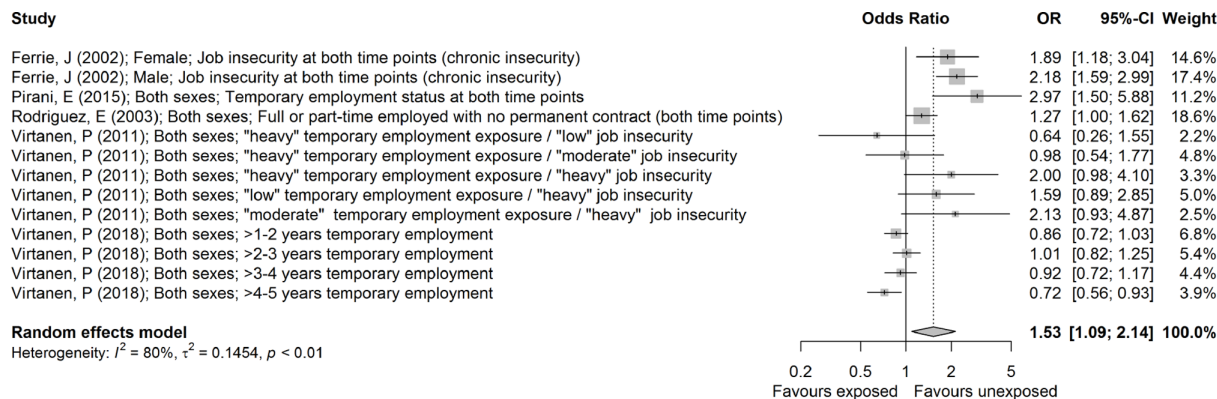 Study Odds Ratio OR 95%-CI Weight
Ferrie, J (2002); Female; Job insecurity at both time points (chronic insecurity) 1.89 [1.18; 3.04] 14.6%
Ferrie, J (2002); Male; Job insecurity at both time points (chronic insecurity) 2.18 [1.59; 2.99] 17.4%
Pirani, E (2015); Both sexes; Temporary employment status at both time points 2.97 [1.50; 5.88] 11.2%
Rodriguez, E (2003); Both sexes; Full or part-time employed with no permanent contract (both time points) 1.27 [1.00; 1.62] 18.6%
Virtanen, P (2011); Both sexes; "heavy" temporary employment exposure / "low" job insecurity 0.64 [0.26; 1.55] 2.2%
Virtanen, P (2011); Both sexes; "heavy" temporary employment exposure / "moderate" job insecurity 0.98 [0.54; 1.77] 4.8%
Virtanen, P (2011); Both sexes; "heavy" temporary employment exposure / "heavy" job insecurity 2.00 [0.98; 4.10] 3.3%
Virtanen, P (2011); Both sexes; "low" temporary employment exposure / "heavy" job insecurity 1.59 [0.89; 2.85] 5.0%
Virtanen, P (2011); Both sexes; "moderate" temporary employment exposure / "heavy" job insecurity 2.13 [0.93; 4.87] 2.5%
Virtanen, P (2018); Both sexes; >1-2 years temporary employment 0.86 [0.72; 1.03] 6.8%
Virtanen, P (2018); Both sexes; >2-3 years temporary employment 1.01 [0.82; 1.25] 5.4%
Virtanen, P (2018); Both sexes; >3-4 years temporary employment 0.92 [0.72; 1.17] 4.4%
Virtanen, P (2018); Both sexes; >4-5 years temporary employment 0.72 [0.56; 0.93] 3.9%
Random effects model 1.53 [1.09; 2.14] 100.0%
Heterogeneity: I² = 80%, τ² = 0.1454, p < 0.01
0.2 0.5 1 2 5
Favours exposed Favours unexposed